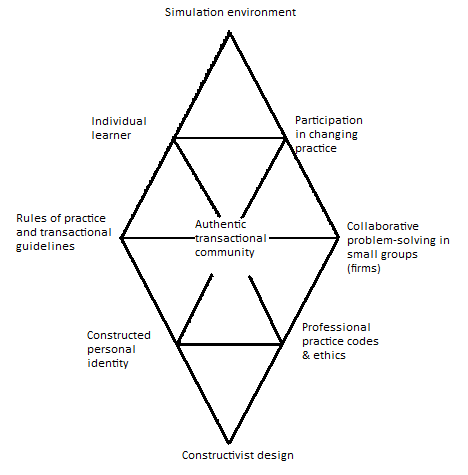 Simulation environment
Individual
learner
Participation
in changing
practice
Rules of practice
and transactional
guidelines
Authentic
transactional
community
Collaborative
problem-solving in
small groups
(firms)
Constructed
personal
identity
Professional
practice codes
& ethics
Constructivist design